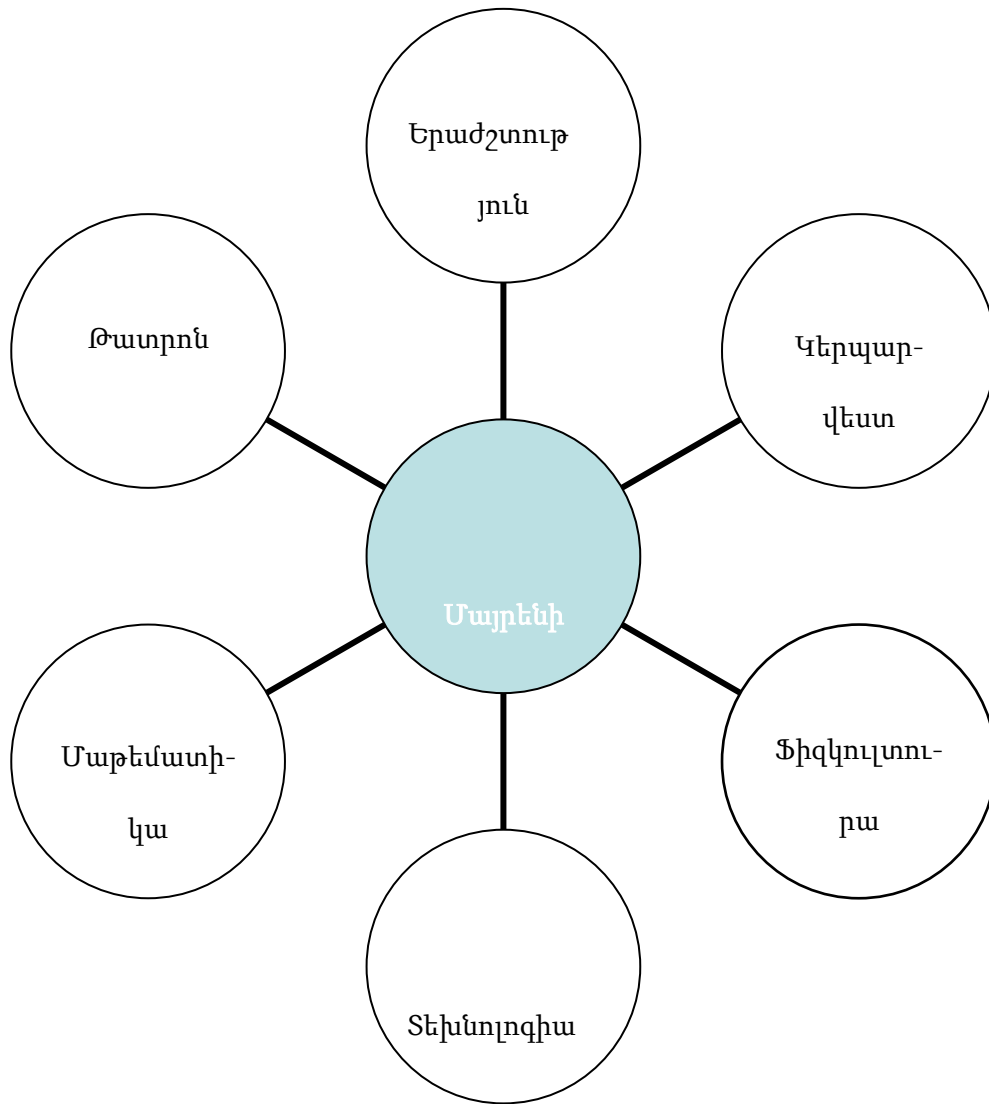 Երաժշտութ
յուն
Թատրոն
Կերպար-
վեստ
Մայրենի
Մաթեմատի-
կա
Ֆիզկուլտու-
րա
Տեխնոլոգիա